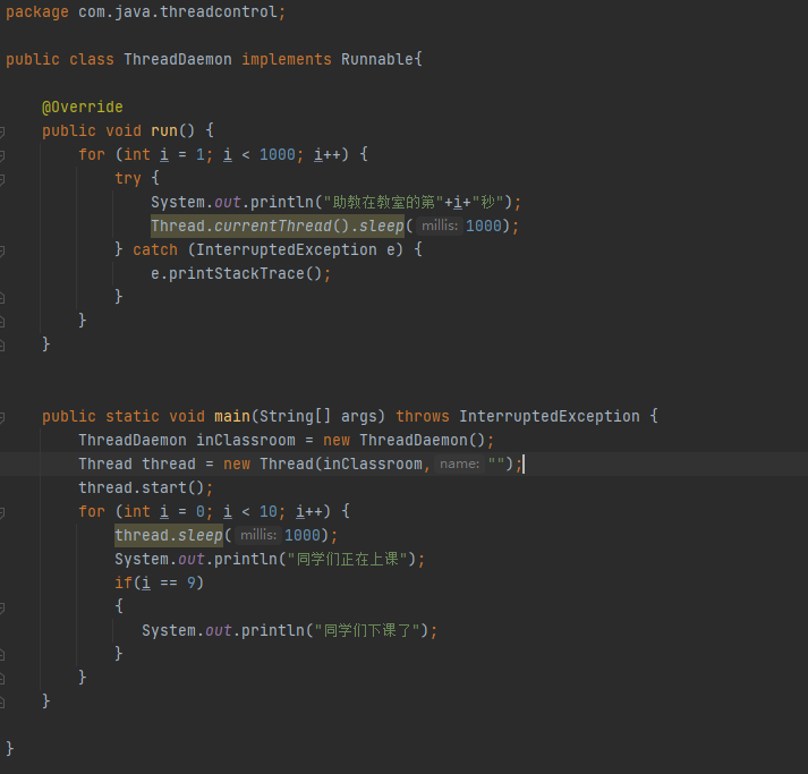 package com.java.threadcontrol;
public class ThreadDaemon implements Runnable{
@Override
public void run() {
for (int i = 1; i < 1000; i++) {
try {
System.out.println("助教在教室的第"+i+"秒");
Thread.currentThread().sleep( millis: 1000);
} catch (InterruptedException e) {
e.printStackTrace();
}
}
}
public static void main(String[] args) throws InterruptedException {
ThreadDaemon inClassroom = new ThreadDaemon();
Thread thread = new Thread(inClassroom, name: "");
thread.start();
for (int i = 0; i < 10; i++) {
thread.sleep( millis: 1000);
System.out.println("同学们正在上课");
if(i == 9)
{
System.out.println("同学们下课了");
}
}
}
}